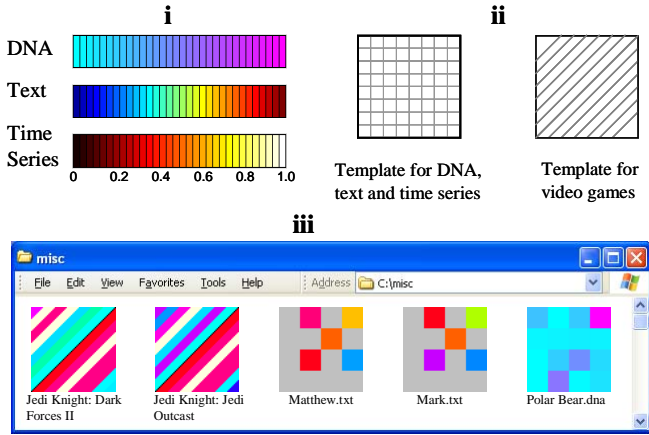 i
ii
DNA
Text
Time
Series
0 0.2 0.4 0.6 0.8 1.0
Template for DNA,
text and time series
Template for
video games
iii
misc
File Edit View Favorites Tools Help Address C:\misc
Jedi Knight: Dark
Forces II
Jedi Knight: Jedi
Outcast
Matthew.txt
Mark.txt
Polar Bear.dna